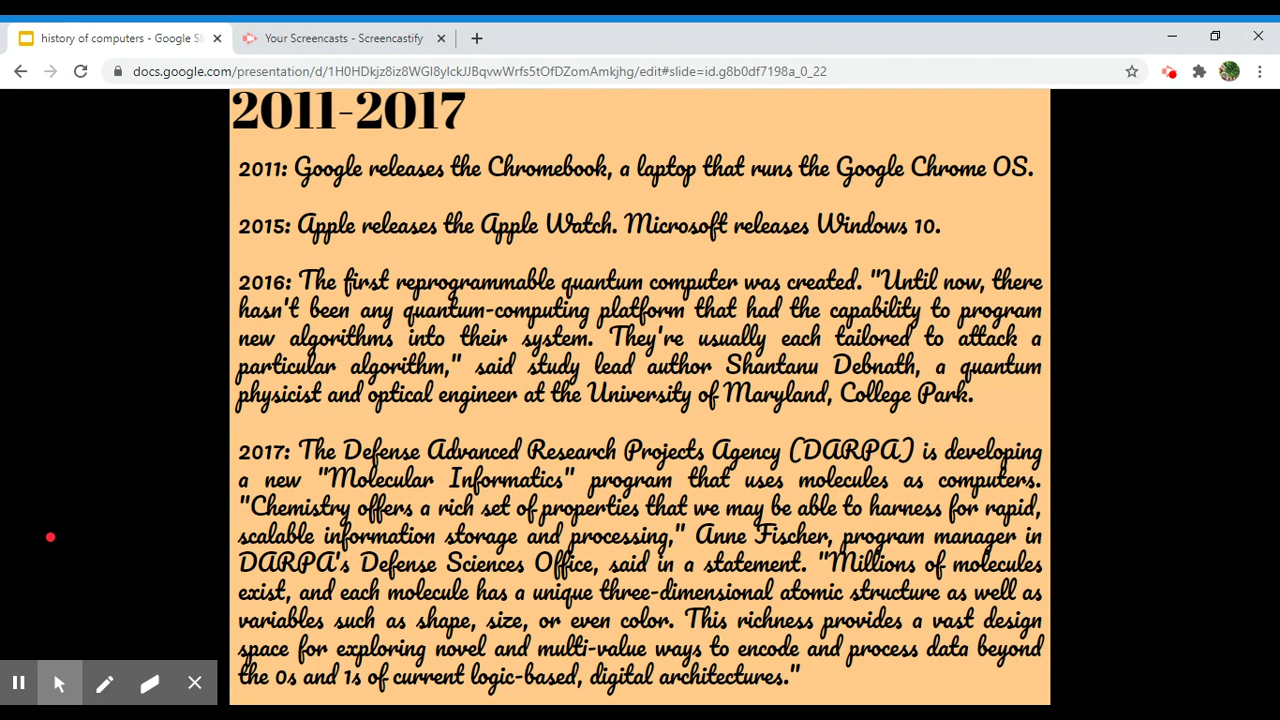 history of computers - Google Sl
Your Screencasts - Screencastify
docs.google.com/presentation/d/1H0HDkjz8iz8WGl8ylckJJBqvwWrfs5tOfDZomAmkjhg/edit#slide=id.g8b0df7198a_0_22
2011-2017
2011: Google releases the Chromebook, a laptop that runs the Google Chrome OS.
2015: Apple releases the Apple Watch. Microsoft releases Windows 10.
2016: The first reprogrammable quantum computer was created. "Until now, there
hasn't been any quantum-computing platform that had the capability to program
new algorithms into their system. They're usually each tailored to attack a
particular algorithm," said study lead author Shantanu Debnath, a quantum
physicist and optical engineer at the University of Maryland, College Park.
2017: The Defense Advanced Research Projects Agency (DARPA) is developing
a new "Molecular Informatics" program that uses molecules as computers.
"Chemistry offers a rich set of properties that we may be able to harness for rapid,
scalable information storage and processing," Anne Fischer, program manager in
DARPA's Defense Sciences Office, said in a statement. "Millions of molecules
exist, and each molecule has a unique three-dimensional atomic structure as well as
variables such as shape, size, or even color. This richness provides a vast design
space for exploring novel and multi-value ways to encode and process data beyond
the 0s and 1s of current logic-based, digital architectures."